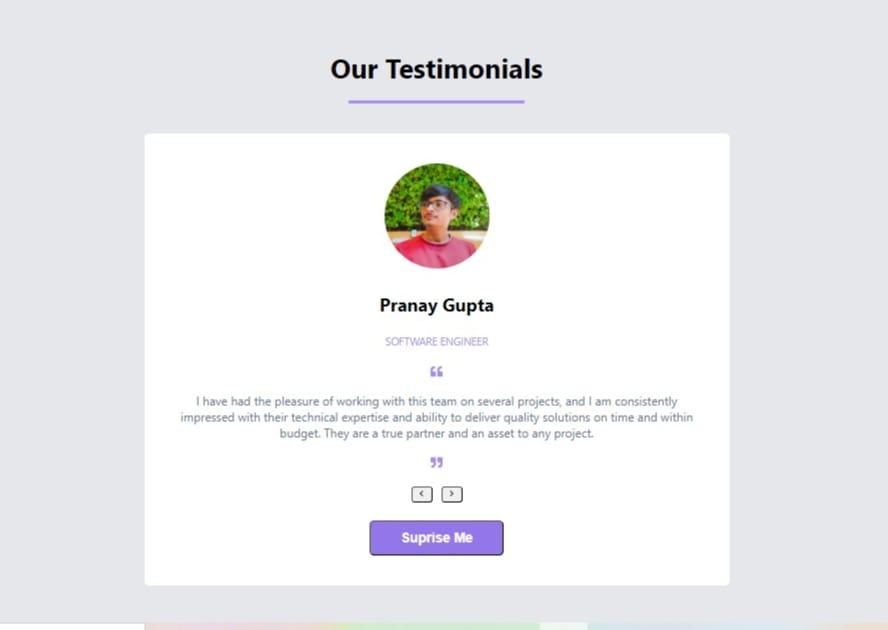 Our Testimonials
Pranay Gupta
SOFTWARE ENGINEER
❝
I have had the pleasure of working with this team on several projects, and I am consistently
impressed with their technical expertise and ability to deliver quality solutions on time and within
budget. They are a true partner and an asset to any project.
❞
< >
Suprise Me